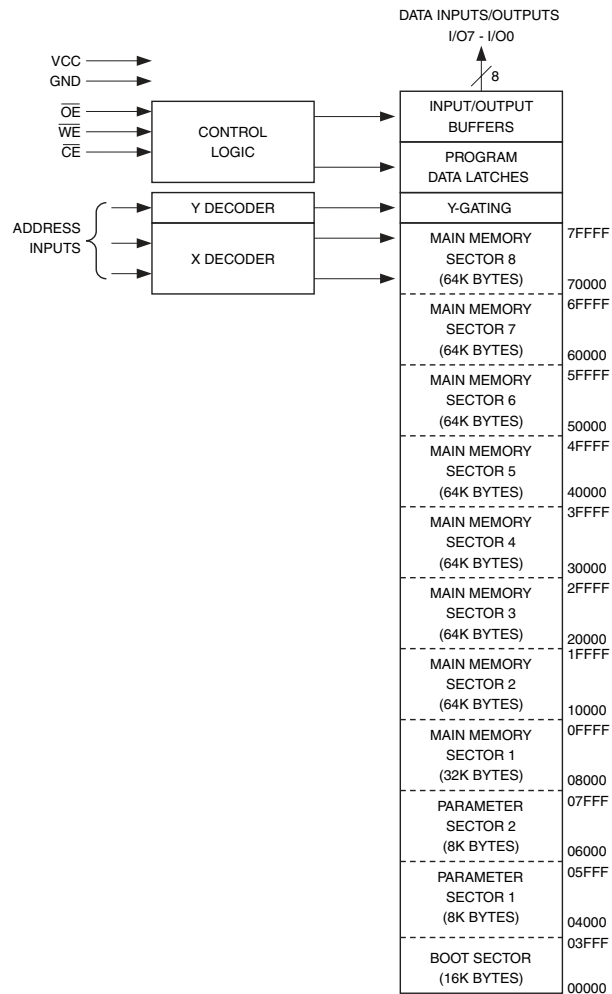 DATA INPUTS/OUTPUTS
I/O7 - I/O0
8
VCC
GND
O̅E̅
W̅E̅
C̅E̅
CONTROL
LOGIC
INPUT/OUTPUT
BUFFERS
PROGRAM
DATA LATCHES
ADDRESS
INPUTS
Y DECODER
Y-GATING
X DECODER
MAIN MEMORY
SECTOR 8
(64K BYTES)
7FFFF
70000
MAIN MEMORY
SECTOR 7
(64K BYTES)
6FFFF
60000
MAIN MEMORY
SECTOR 6
(64K BYTES)
5FFFF
50000
MAIN MEMORY
SECTOR 5
(64K BYTES)
4FFFF
40000
MAIN MEMORY
SECTOR 4
(64K BYTES)
3FFFF
30000
MAIN MEMORY
SECTOR 3
(64K BYTES)
2FFFF
20000
MAIN MEMORY
SECTOR 2
(64K BYTES)
1FFFF
10000
MAIN MEMORY
SECTOR 1
(32K BYTES)
0FFFF
08000
PARAMETER
SECTOR 2
(8K BYTES)
07FFF
06000
PARAMETER
SECTOR 1
(8K BYTES)
05FFF
04000
BOOT SECTOR
(16K BYTES)
03FFF
00000